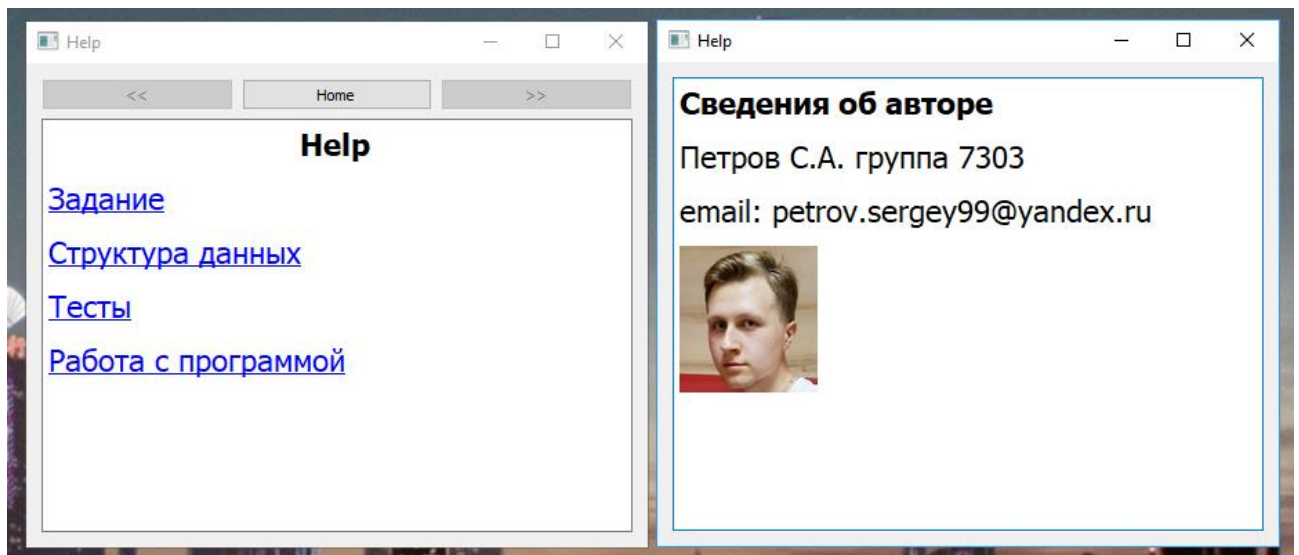 Help
<< Home >>
Help
Задание
Структура данных
Тесты
Работа с программой
Help
Сведения об авторе
Петров С.А. группа 7303
email: petrov.sergey99@yandex.ru